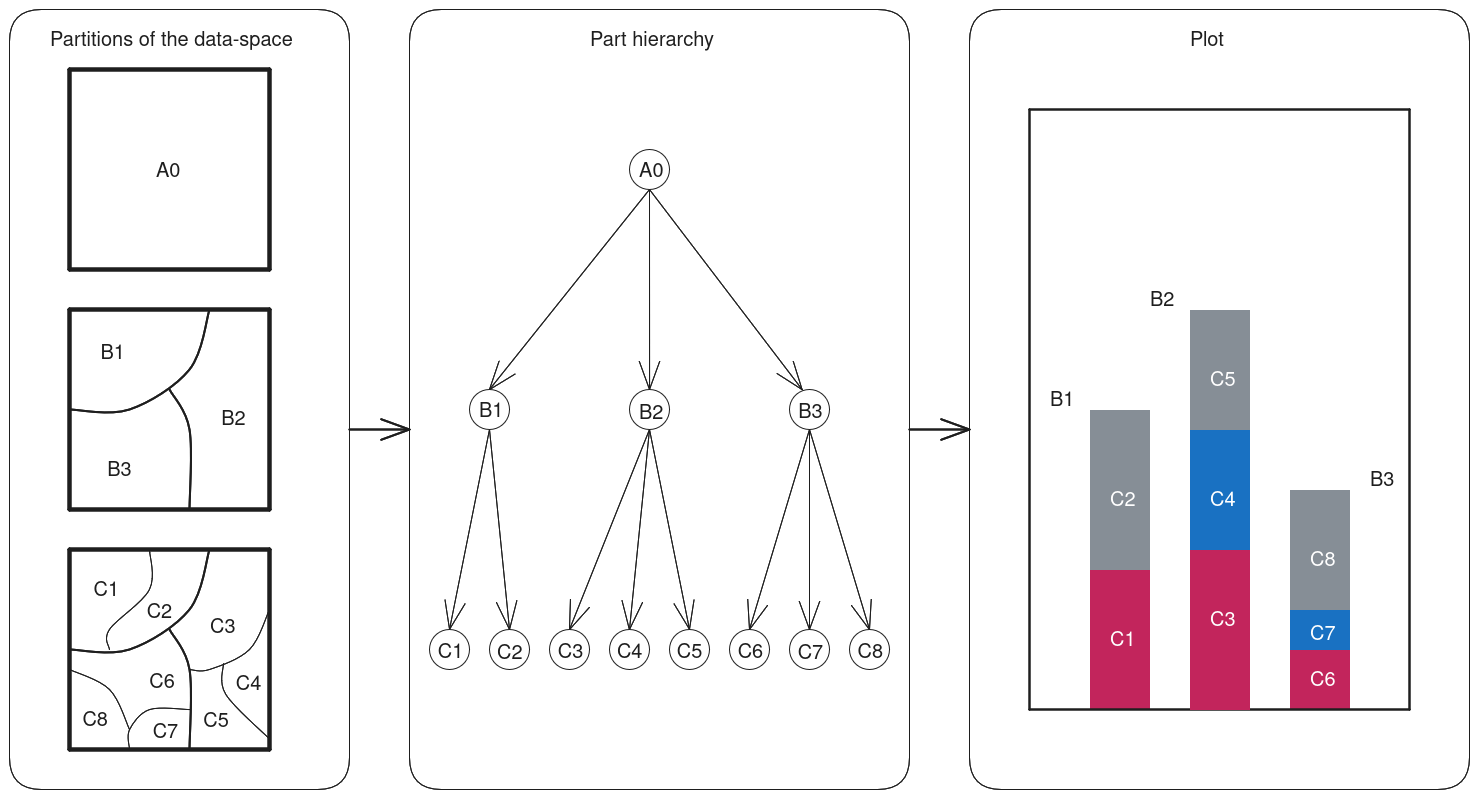 Partitions of the data-space
A0
B1
B2
B3
C1
C2
C3
C6
C4
C8
C7
C5
Part hierarchy
A0
B1 B2 B3
C1 C2 C3 C4 C5 C6 C7 C8
Plot
B2
C5
B1
C2
C4
B3
C8
C1
C3
C7
C6